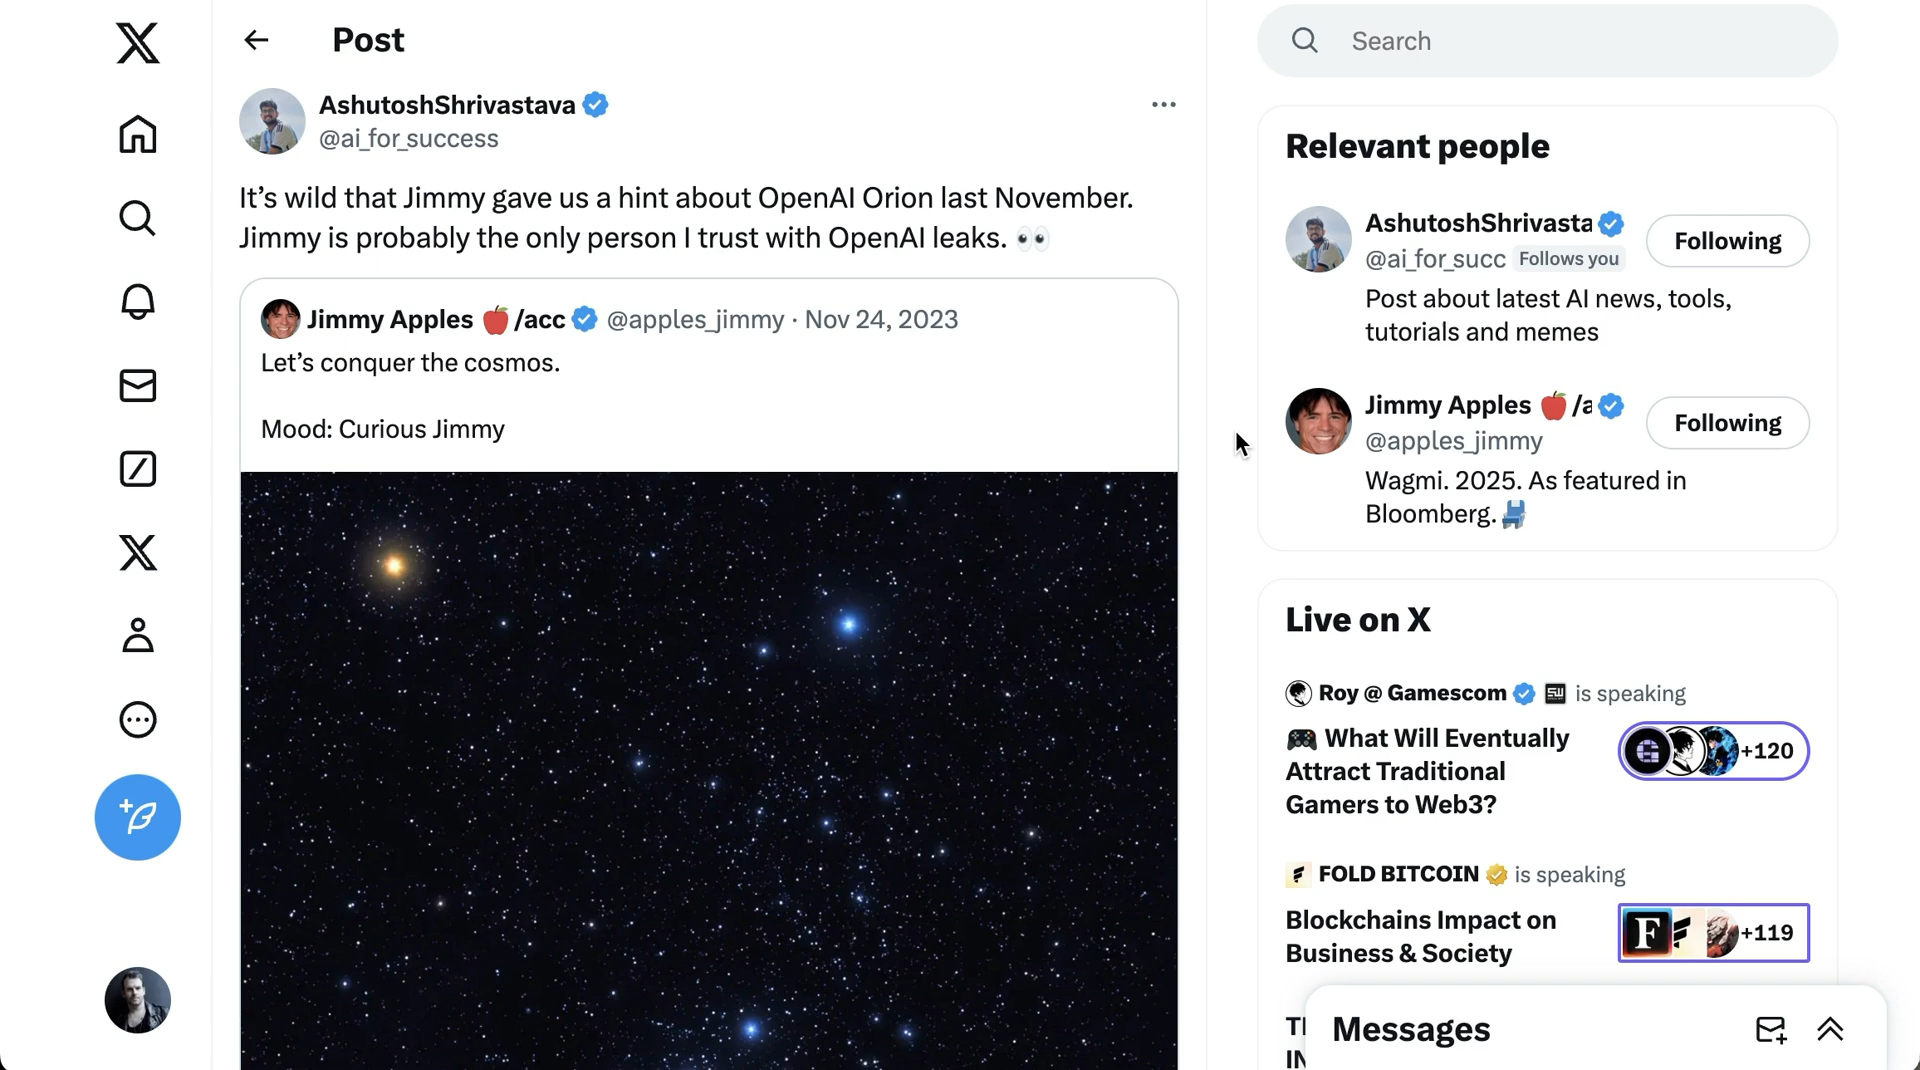 Post
Search
AshutoshShrivastava
@ai_for_success
It’s wild that Jimmy gave us a hint about OpenAI Orion last November.
Jimmy is probably the only person I trust with OpenAI leaks. 👀
Jimmy Apples 🍎/acc @apples_jimmy · Nov 24, 2023
Let’s conquer the cosmos.
Mood: Curious Jimmy
Relevant people
AshutoshShrivasta
Following
@ai_for_succ Follows you
Post about latest AI news, tools,
tutorials and memes
Jimmy Apples 🍎/a
Following
@apples_jimmy
Wagmi. 2025. As featured in
Bloomberg.💺
Live on X
Roy @ Gamescom is speaking
🎮 What Will Eventually
Attract Traditional
Gamers to Web3?
+120
FOLD BITCOIN is speaking
Blockchains Impact on
Business & Society
F
+119
Messages